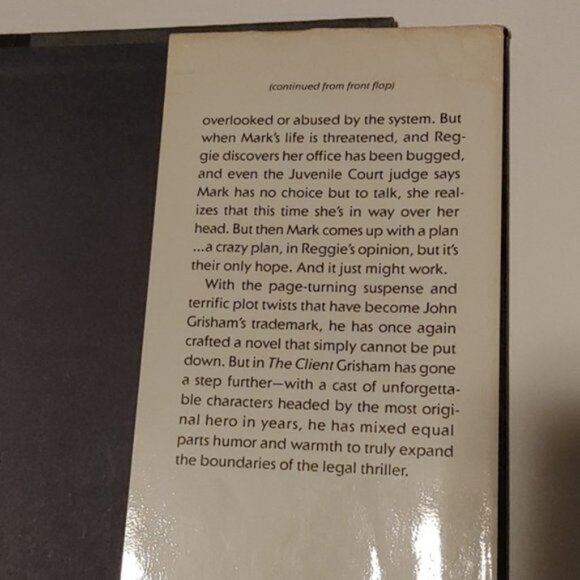 (continued from front flap)
overlooked or abused by the system. But
when Mark's life is threatened, and Reg-
gie discovers her office has been bugged,
and even the Juvenile Court judge says
Mark has no choice but to talk, she real-
izes that this time she's in way over her
head. But then Mark comes up with a plan
...a crazy plan, in Reggie's opinion, but it's
their only hope. And it just might work.
With the page-turning suspense and
terrific plot twists that have become John
Grisham's trademark, he has once again
crafted a novel that simply cannot be put
down. But in The Client Grisham has gone
a step further—with a cast of unforgetta-
ble characters headed by the most origi-
nal hero in years, he has mixed equal
parts humor and warmth to truly expand
the boundaries of the legal thriller.